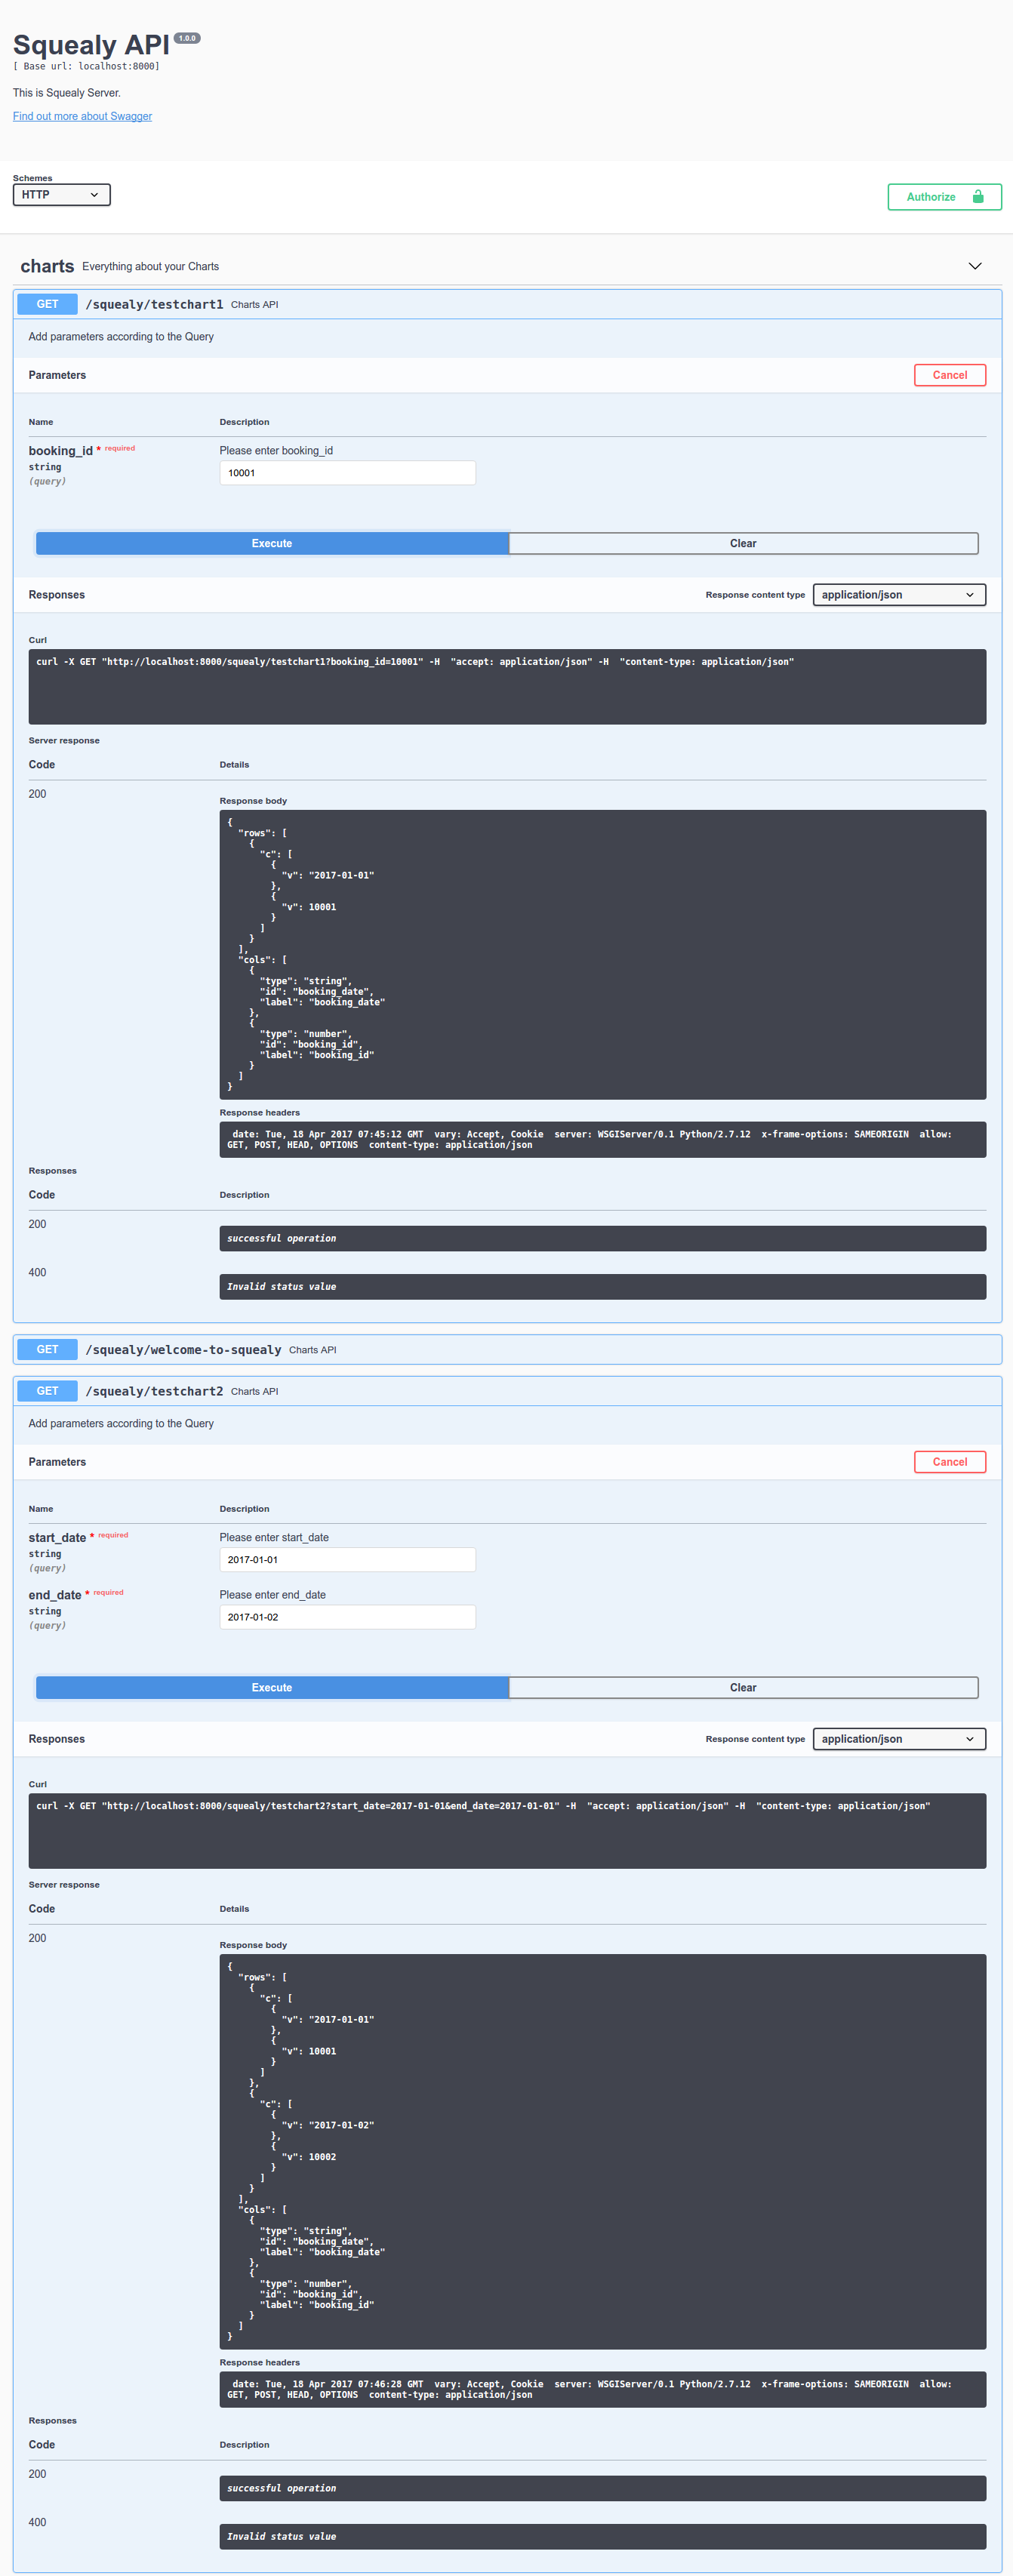 Squealy API 1.0.0
[ Base url: localhost:8000]
This is Squealy Server.
Find out more about Swagger
Schemes
HTTP
Authorize
charts Everything about your Charts
GET /squealy/testchart1 Charts API
Add parameters according to the Query
Parameters Cancel
Name Description
booking_id * required Please enter booking_id
string 10001
(query)
Execute Clear
Responses Response content type application/json
Curl
curl -X GET "http://localhost:8000/squealy/testchart1?booking_id=10001" -H  "accept: application/json" -H  "content-type: application/json"
Server response
Code Details
200
Response body
{
  "rows": [
    {
      "c": [
        {
          "v": "2017-01-01"
        },
        {
          "v": 10001
        }
      ]
    }
  ],
  "cols": [
    {
      "type": "string",
      "id": "booking_date",
      "label": "booking_date"
    },
    {
      "type": "number",
      "id": "booking_id",
      "label": "booking_id"
    }
  ]
}
Response headers
date: Tue, 18 Apr 2017 07:45:12 GMT  vary: Accept, Cookie  server: WSGIServer/0.1 Python/2.7.12  x-frame-options: SAMEORIGIN  allow:
GET, POST, HEAD, OPTIONS  content-type: application/json
Responses
Code Description
200
successful operation
400
Invalid status value
GET /squealy/welcome-to-squealy Charts API
GET /squealy/testchart2 Charts API
Add parameters according to the Query
Parameters Cancel
Name Description
start_date * required Please enter start_date
string 2017-01-01
(query)
end_date * required Please enter end_date
string 2017-01-02
(query)
Execute Clear
Responses Response content type application/json
Curl
curl -X GET "http://localhost:8000/squealy/testchart2?start_date=2017-01-01&end_date=2017-01-01" -H  "accept: application/json" -H  "content-type: application/json"
Server response
Code Details
200
Response body
{
  "rows": [
    {
      "c": [
        {
          "v": "2017-01-01"
        },
        {
          "v": 10001
        }
      ]
    },
    {
      "c": [
        {
          "v": "2017-01-02"
        },
        {
          "v": 10002
        }
      ]
    }
  ],
  "cols": [
    {
      "type": "string",
      "id": "booking_date",
      "label": "booking_date"
    },
    {
      "type": "number",
      "id": "booking_id",
      "label": "booking_id"
    }
  ]
}
Response headers
date: Tue, 18 Apr 2017 07:46:28 GMT  vary: Accept, Cookie  server: WSGIServer/0.1 Python/2.7.12  x-frame-options: SAMEORIGIN  allow:
GET, POST, HEAD, OPTIONS  content-type: application/json
Responses
Code Description
200
successful operation
400
Invalid status value